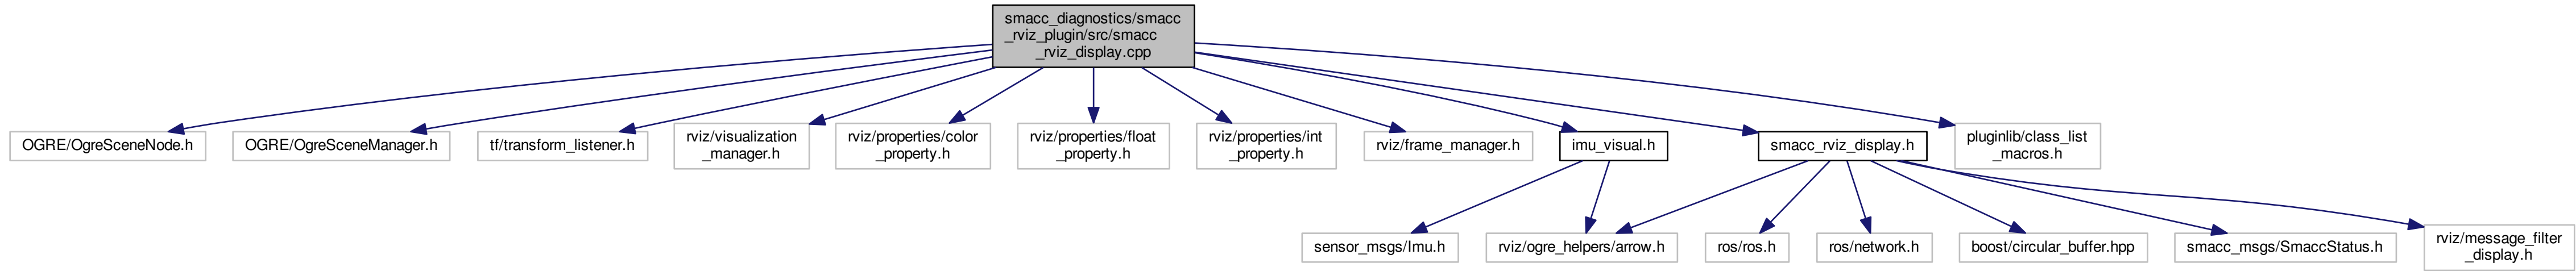 smacc_diagnostics/smacc
_rviz_plugin/src/smacc
_rviz_display.cpp
OGRE/OgreSceneNode.h
OGRE/OgreSceneManager.h
tf/transform_listener.h
rviz/visualization
_manager.h
rviz/properties/color
_property.h
rviz/properties/float
_property.h
rviz/properties/int
_property.h
rviz/frame_manager.h
imu_visual.h
smacc_rviz_display.h
pluginlib/class_list
_macros.h
sensor_msgs/Imu.h
rviz/ogre_helpers/arrow.h
ros/ros.h
ros/network.h
boost/circular_buffer.hpp
smacc_msgs/SmaccStatus.h
rviz/message_filter
_display.h